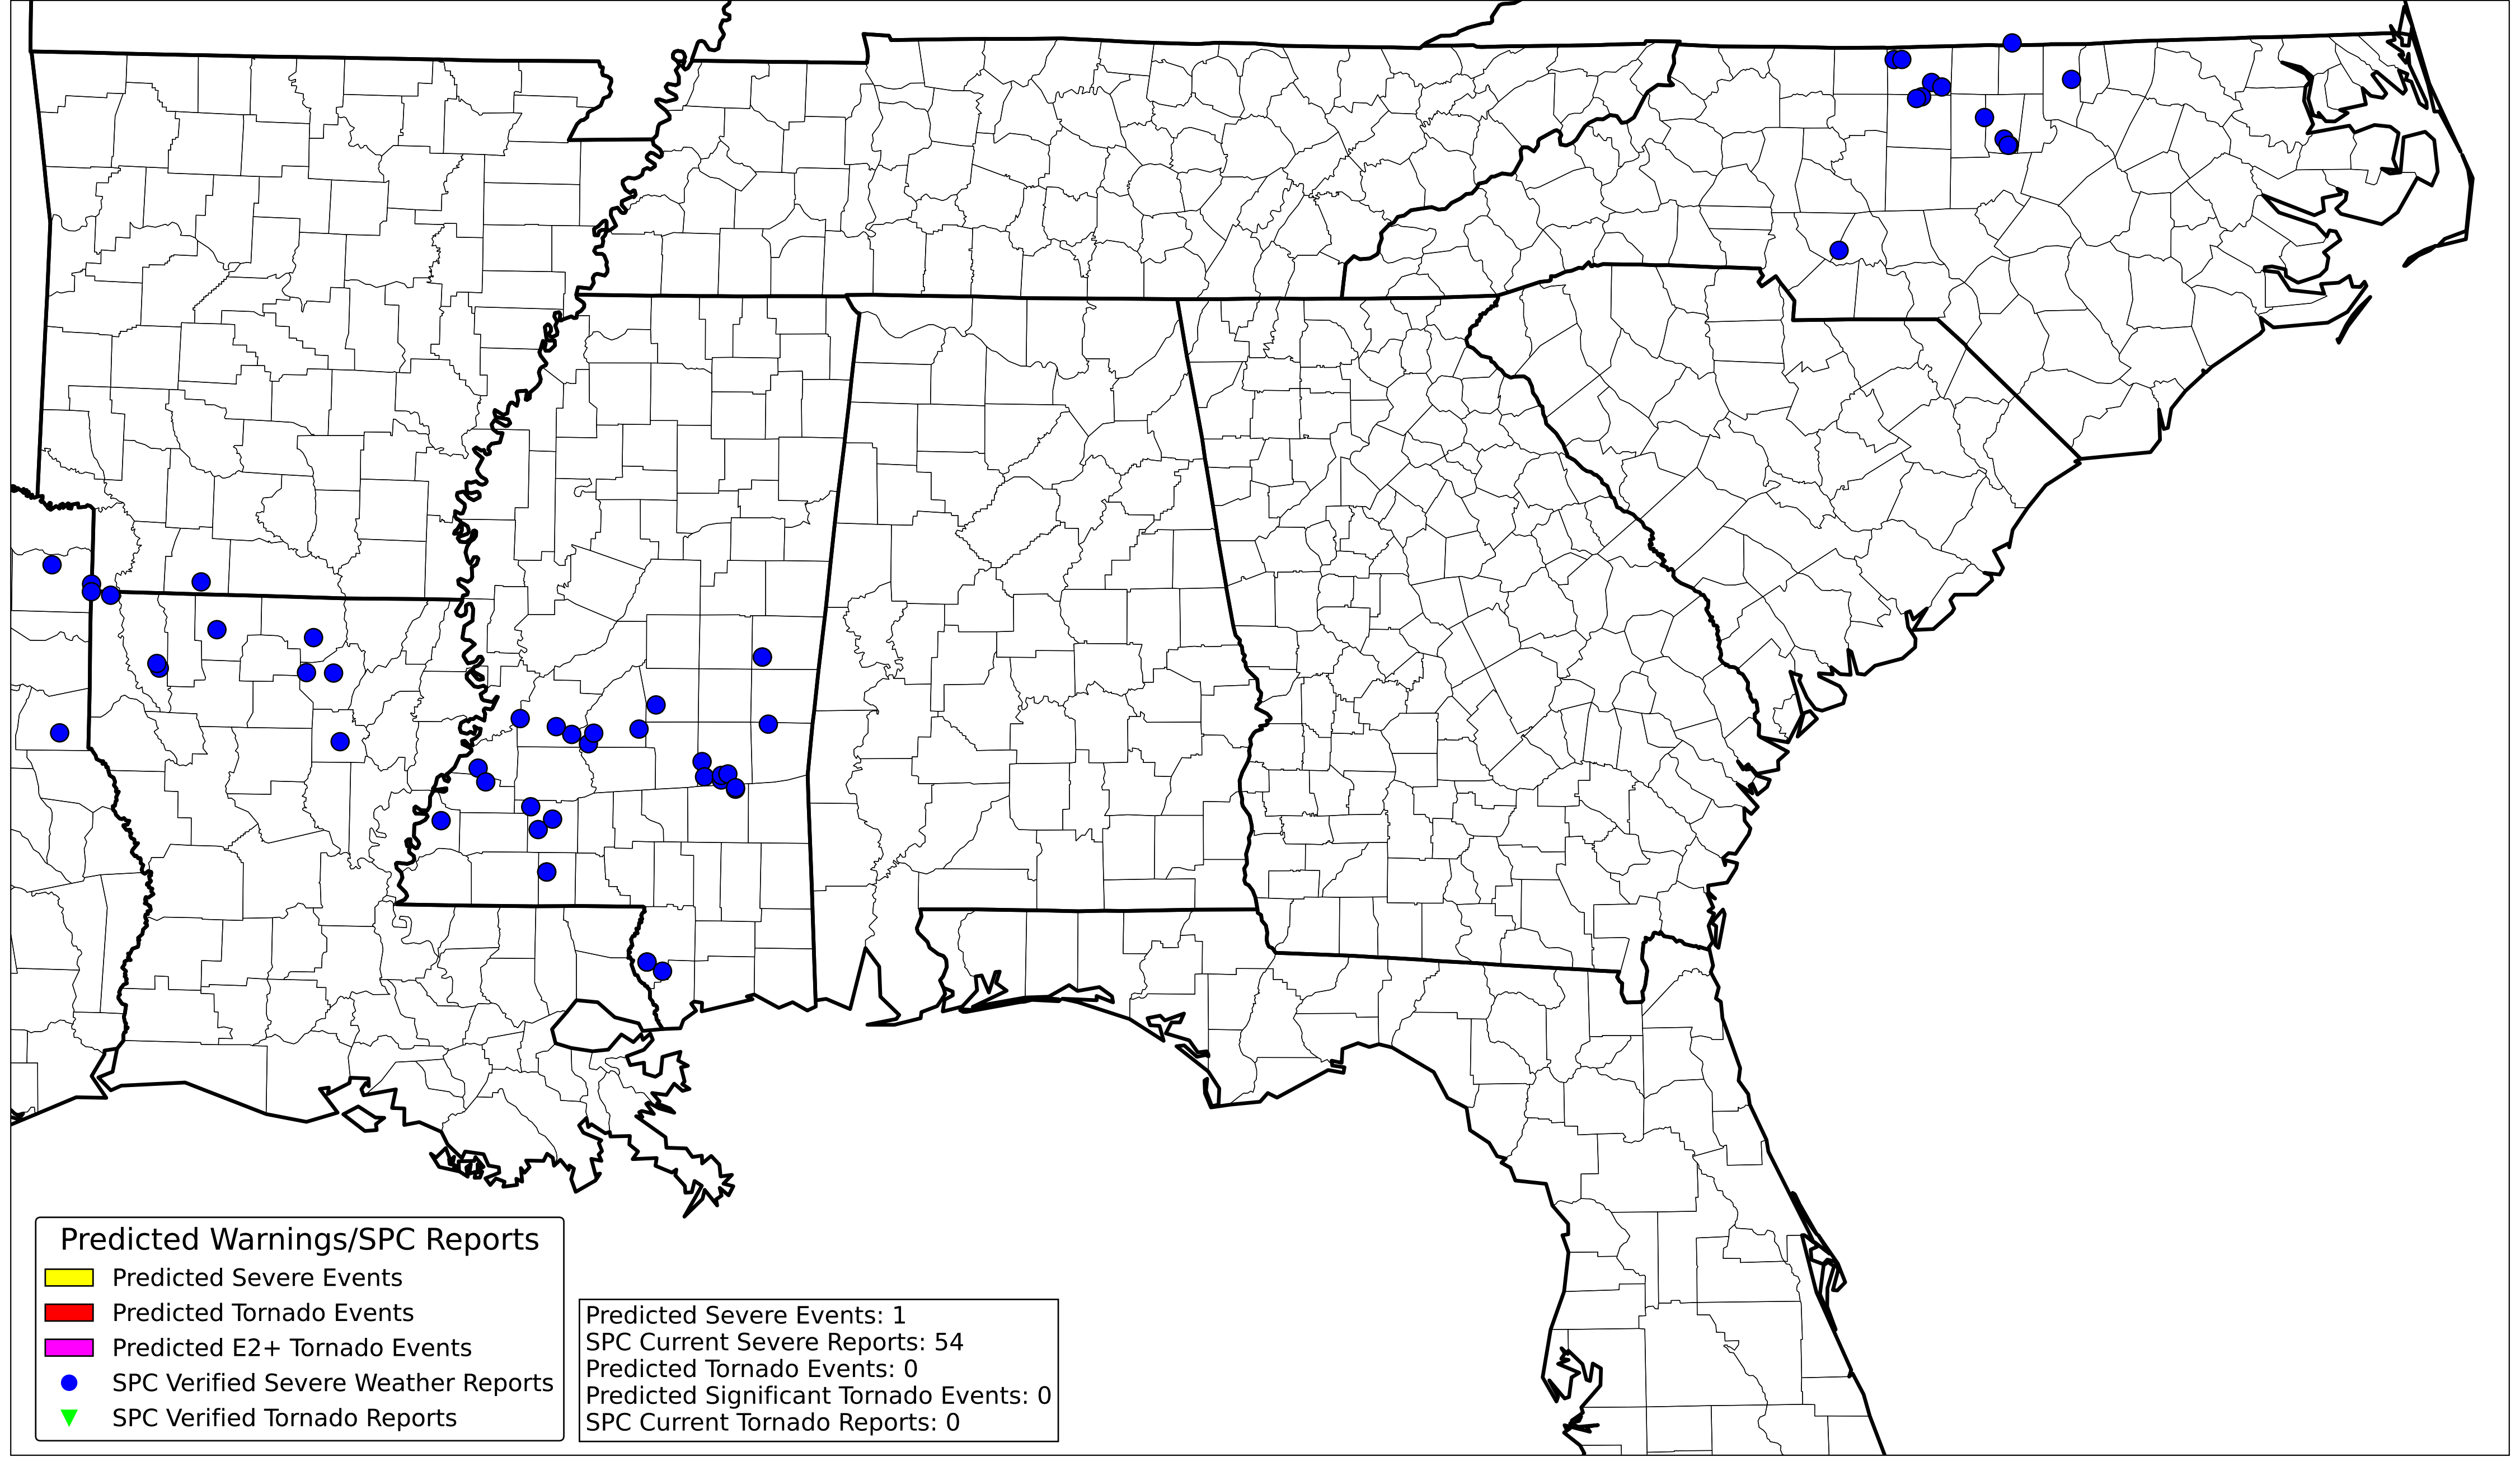 Predicted Warnings/SPC Reports
Predicted Severe Events
Predicted Tornado Events
Predicted E2+ Tornado Events
SPC Verified Severe Weather Reports
SPC Verified Tornado Reports
Predicted Severe Events: 1
SPC Current Severe Reports: 54
Predicted Tornado Events: 0
Predicted Significant Tornado Events: 0
SPC Current Tornado Reports: 0